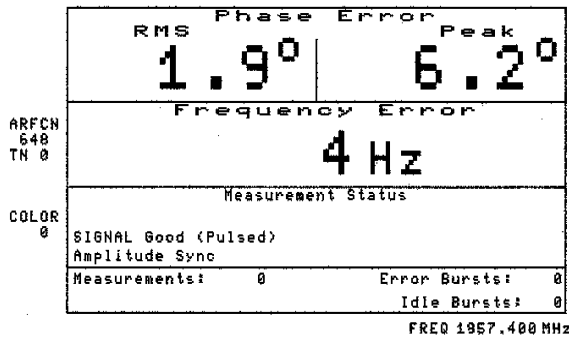 Phase Error
RMS Peak
1.9° 6.2°
Frequency Error
ARFCN
648
TN 0
4 Hz
Measurement Status
COLOR
0
SIGNAL Good (Pulsed)
Amplitude Sync
Measurements: 0 Error Bursts: 0
Idle Bursts: 0
FREQ 1957.400 MHz